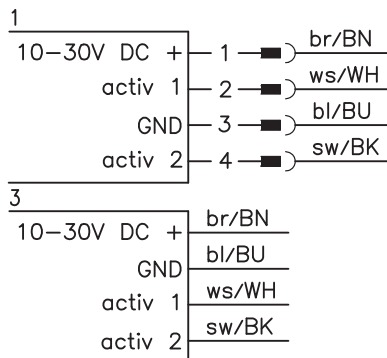 1
10-30V DC + 1 br/BN
activ 1 2 ws/WH
GND 3 bl/BU
activ 2 4 sw/BK
3
10-30V DC + br/BN
GND bl/BU
activ 1 ws/WH
activ 2 sw/BK